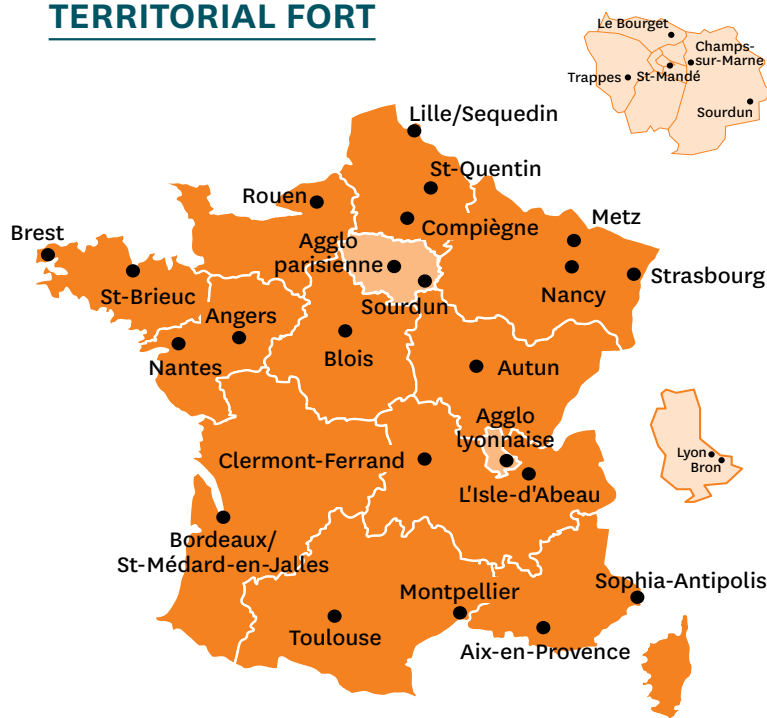 TERRITORIAL FORT
Le Bourget
Champs-
sur-Marne
Trappes
St-Mandé
Sourdun
Lille/Sequedin
St-Quentin
Rouen
Compiègne
Metz
Brest
Agglo
parisienne
Strasbourg
St-Brieuc
Sourdun
Nancy
Angers
Nantes
Blois
Autun
Agglo
lyonnaise
Lyon
Bron
Clermont-Ferrand
L'Isle-d'Abeau
Bordeaux/
St-Médard-en-Jalles
Sophia-Antipolis
Montpellier
Toulouse
Aix-en-Provence